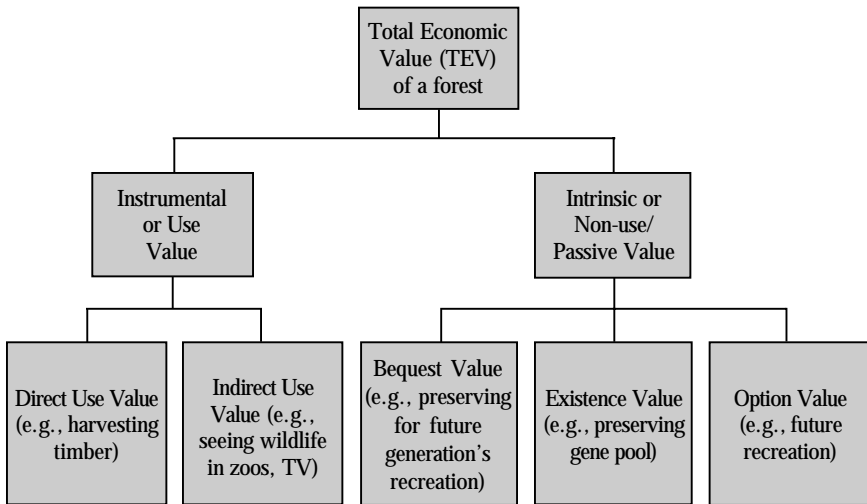 Total Economic
Value (TEV)
of a forest
Instrumental
or Use
Value
Intrinsic or
Non-use/
Passive Value
Direct Use Value
(e.g., harvesting
timber)
Indirect Use
Value (e.g.,
seeing wildlife
in zoos, TV)
Bequest Value
(e.g., preserving
for future
generation's
recreation)
Existence Value
(e.g., preserving
gene pool)
Option Value
(e.g., future
recreation)